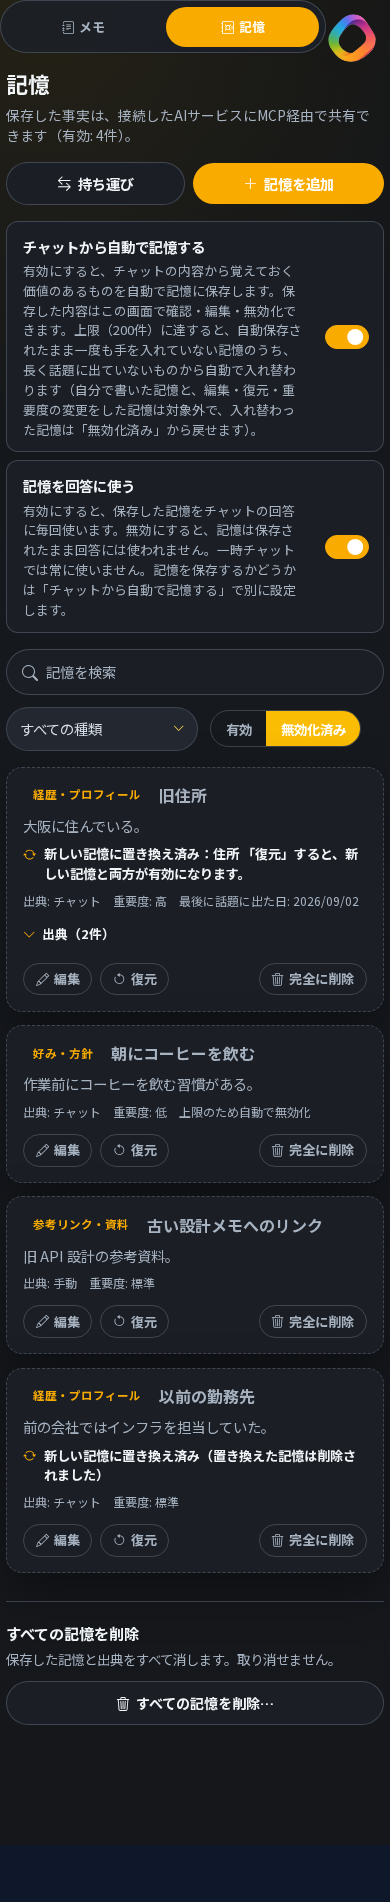 メモ
記憶
記憶
保存した事実は、接続したAIサービスにMCP経由で共有で
きます（有効: 4件）。
持ち運び
記憶を追加
チャットから自動で記憶する
有効にすると、チャットの内容から覚えておく
価値のあるものを自動で記憶に保存します。保
存した内容はこの画面で確認・編集・無効化で
きます。上限（200件）に達すると、自動保存さ
れたまま一度も手を入れていない記憶のうち、
長く話題に出ていないものから自動で入れ替わ
ります（自分で書いた記憶と、編集・復元・重
要度の変更をした記憶は対象外で、入れ替わっ
た記憶は「無効化済み」から戻せます）。
記憶を回答に使う
有効にすると、保存した記憶をチャットの回答
に毎回使います。無効にすると、記憶は保存さ
れたまま回答には使われません。一時チャット
では常に使いません。記憶を保存するかどうか
は「チャットから自動で記憶する」で別に設定
します。
記憶を検索
すべての種類
有効
無効化済み
経歴・プロフィール 旧住所
大阪に住んでいる。
新しい記憶に置き換え済み：住所 「復元」すると、新
しい記憶と両方が有効になります。
出典: チャット 重要度: 高 最後に話題に出た日: 2026/09/02
出典（2件）
編集 復元 完全に削除
好み・方針 朝にコーヒーを飲む
作業前にコーヒーを飲む習慣がある。
出典: チャット 重要度: 低 上限のため自動で無効化
編集 復元 完全に削除
参考リンク・資料 古い設計メモへのリンク
旧 API 設計の参考資料。
出典: 手動 重要度: 標準
編集 復元 完全に削除
経歴・プロフィール 以前の勤務先
前の会社ではインフラを担当していた。
新しい記憶に置き換え済み（置き換えた記憶は削除さ
れました）
出典: チャット 重要度: 標準
編集 復元 完全に削除
すべての記憶を削除
保存した記憶と出典をすべて消します。取り消せません。
すべての記憶を削除…